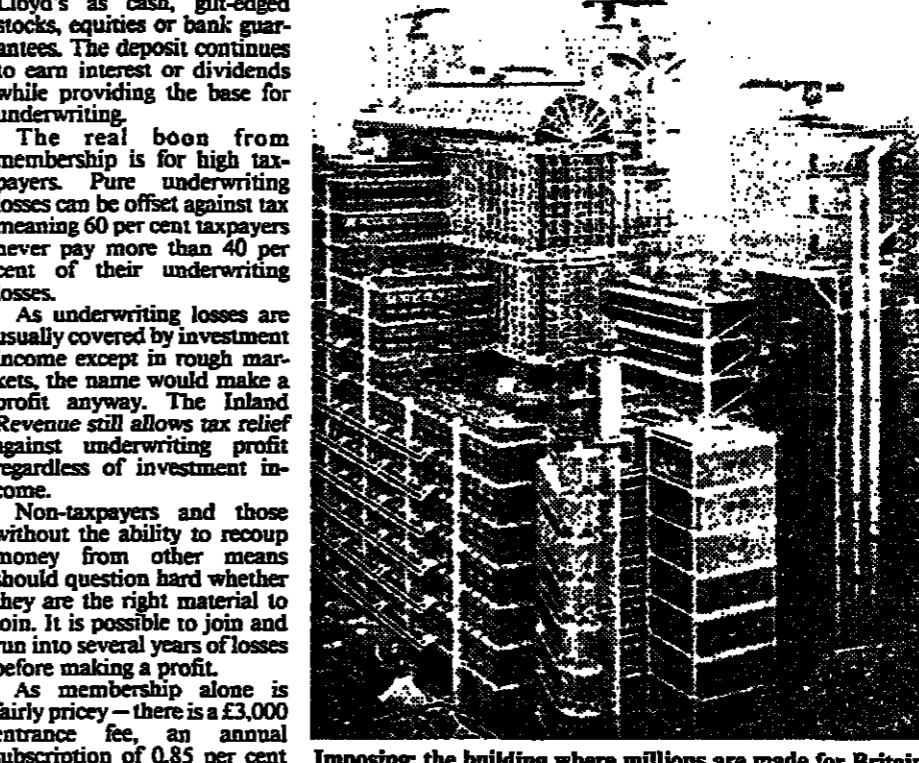 Lloyd's as cash, gilt-edged
stocks, equities or bank guar-
antees. The deposit continues
to earn interest or dividends
while providing the base for
underwriting.
The real boon from
membership is for high tax-
payers. Pure underwriting
losses can be offset against tax
meaning 60 per cent taxpayers
never pay more than 40 per
cent of their underwriting
losses.
As underwriting losses are
usually covered by investment
income except in rough mar-
kets, the name would make a
profit anyway. The Inland
Revenue still allows tax relief
against underwriting profit
regardless of investment in-
come.
Non-taxpayers and those
without the ability to recoup
money from other means
should question hard whether
they are the right material to
join. It is possible to join and
run into several years of losses
before making a profit.
As membership alone is
fairly pricey — there is a £3,000
entrance fee, an annual
subscription of 0.85 per cent
Imposing: the building where millions are made for Britain